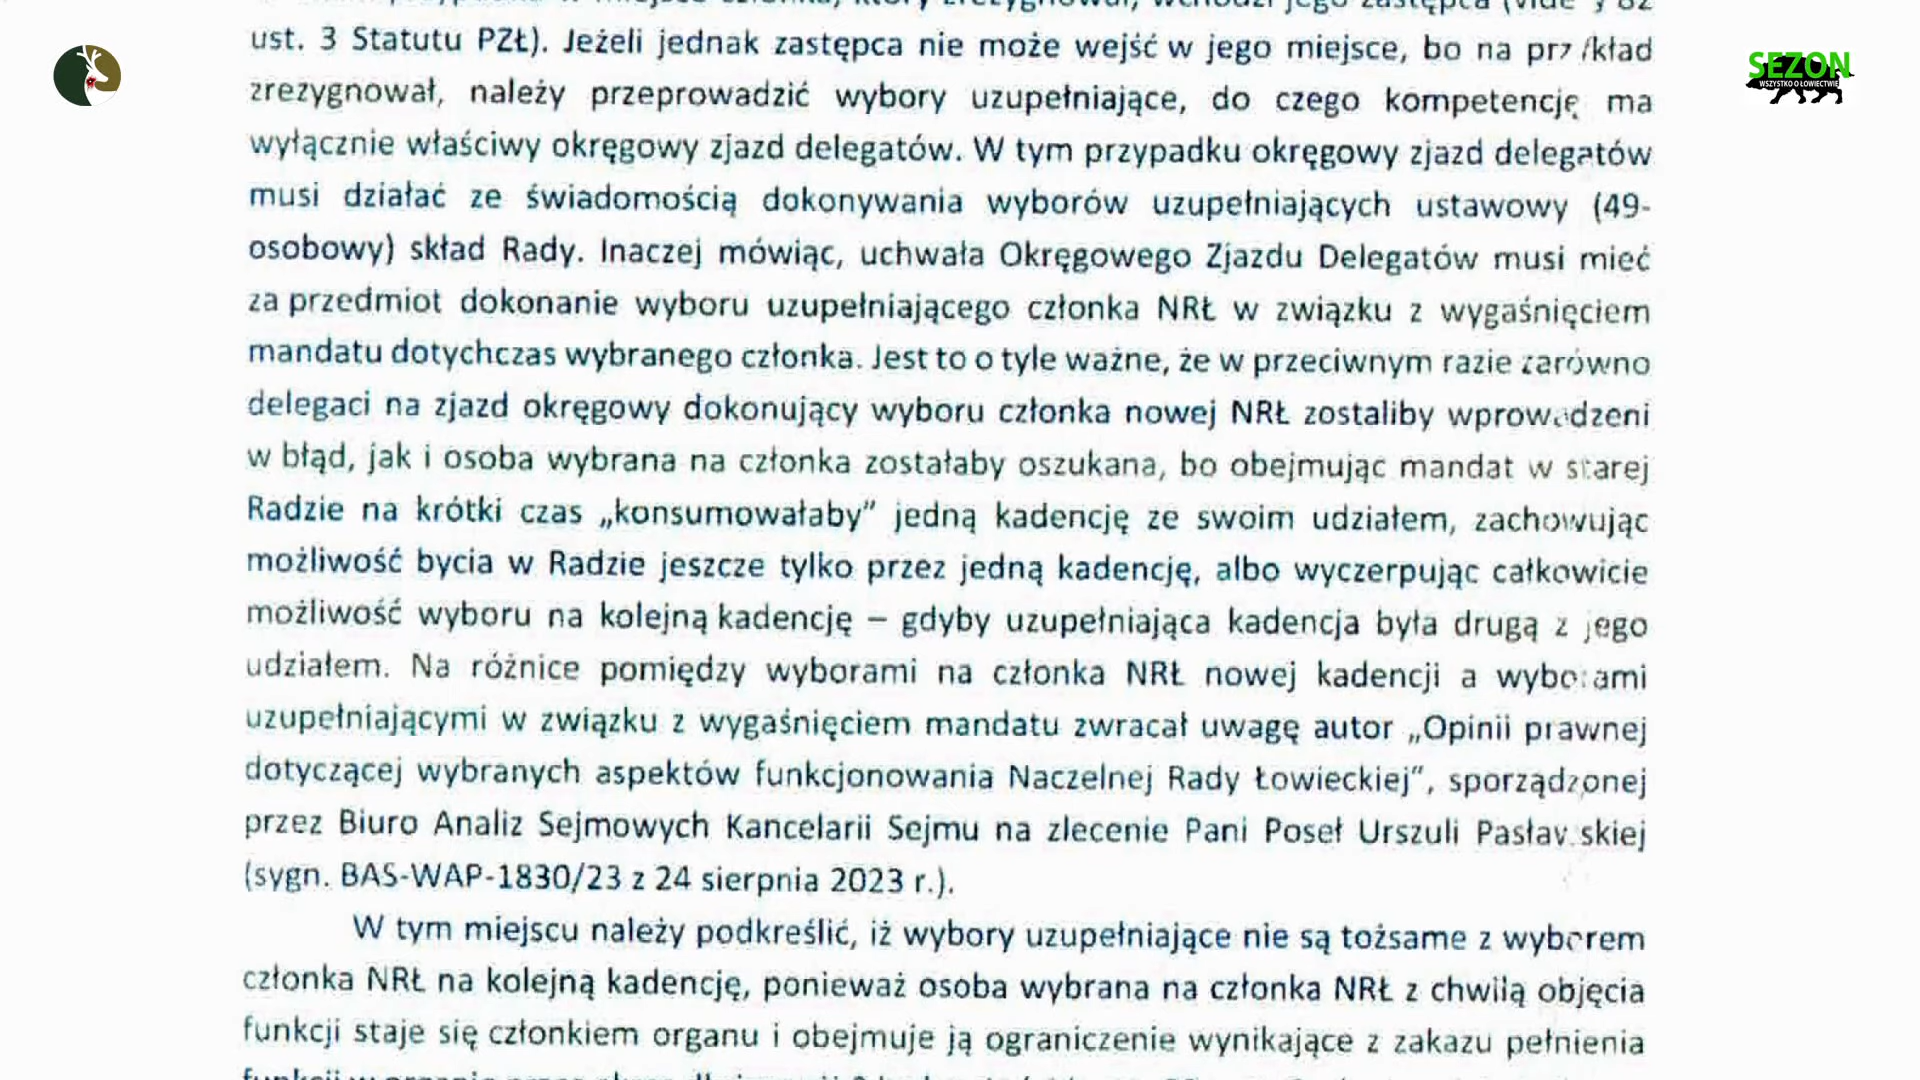 ust. 3 Statutu PZŁ). Jeżeli jednak zastępca nie może wejść w jego miejsce, bo na przykład
zrezygnował, należy przeprowadzić wybory uzupełniające, do czego kompetencję ma
wyłącznie właściwy okręgowy zjazd delegatów. W tym przypadku okręgowy zjazd delegatów
musi działać ze świadomością dokonywania wyborów uzupełniających ustawowy (49-
osobowy) skład Rady. Inaczej mówiąc, uchwała Okręgowego Zjazdu Delegatów musi mieć
za przedmiot dokonanie wyboru uzupełniającego członka NRŁ w związku z wygaśnięciem
mandatu dotychczas wybranego członka. Jest to o tyle ważne, że w przeciwnym razie zarówno
delegaci na zjazd okręgowy dokonujący wyboru członka nowej NRŁ zostaliby wprowadzeni
w błąd, jak i osoba wybrana na członka zostałaby oszukana, bo obejmując mandat w starej
Radzie na krótki czas „konsumowałaby” jedną kadencję ze swoim udziałem, zachowując
możliwość bycia w Radzie jeszcze tylko przez jedną kadencję, albo wyczerpując całkowicie
możliwość wyboru na kolejną kadencję – gdyby uzupełniająca kadencja była drugą z jego
udziałem. Na różnice pomiędzy wyborami na członka NRŁ nowej kadencji a wyborami
uzupełniającymi w związku z wygaśnięciem mandatu zwracał uwagę autor „Opinii prawnej
dotyczącej wybranych aspektów funkcjonowania Naczelnej Rady Łowieckiej”, sporządzonej
przez Biuro Analiz Sejmowych Kancelarii Sejmu na zlecenie Pani Poseł Urszuli Pasławskiej
(sygn. BAS-WAP-1830/23 z 24 sierpnia 2023 r.).
W tym miejscu należy podkreślić, iż wybory uzupełniające nie są tożsame z wyborem
członka NRŁ na kolejną kadencję, ponieważ osoba wybrana na członka NRŁ z chwilą objęcia
funkcji staje się członkiem organu i obejmuje ją ograniczenie wynikające z zakazu pełnienia
SEZON
WSZYSTKO O ŁOWIECTWIE